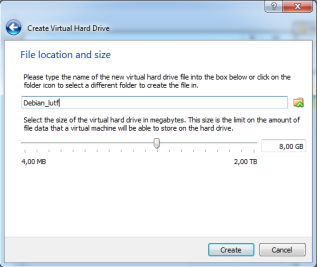 Create Virtual Hard Drive
File location and size
Please type the name of the new virtual hard drive file into the box below or click on the
folder icon to select a different folder to create the file in.
Debian_lutf
Select the size of the virtual hard drive in megabytes. This size is the limit on the amount of
file data that a virtual machine will be able to store on the hard drive.
8,00 GB
4,00 MB 2,00 TB
Create Cancel